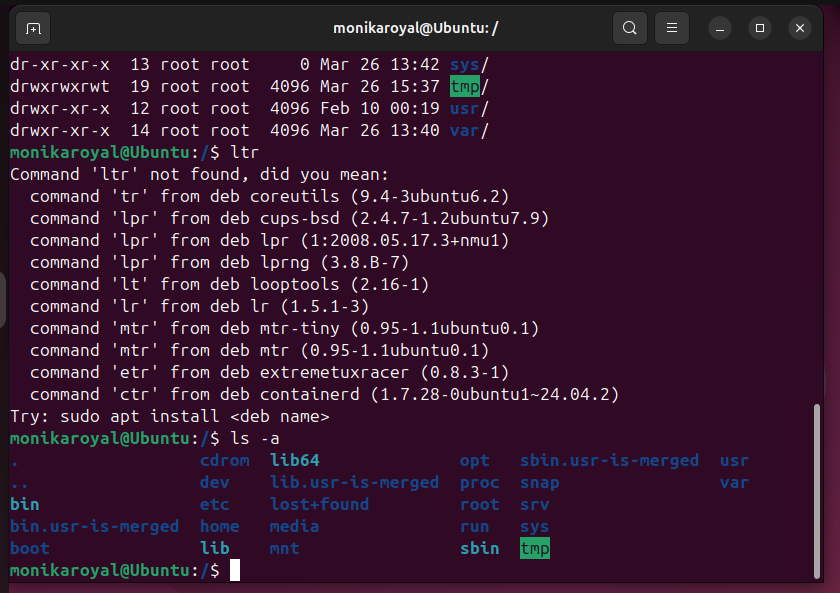 monikaroyal@Ubuntu: /
dr-xr-xr-x  13 root root     0 Mar 26 13:42 sys/
drwxrwxrwt  19 root root  4096 Mar 26 15:37 tmp/
drwxr-xr-x  12 root root  4096 Feb 10 00:19 usr/
drwxr-xr-x  14 root root  4096 Mar 26 13:40 var/
monikaroyal@Ubuntu:/$ ltr
Command 'ltr' not found, did you mean:
  command 'tr' from deb coreutils (9.4-3ubuntu6.2)
  command 'lpr' from deb cups-bsd (2.4.7-1.2ubuntu7.9)
  command 'lpr' from deb lpr (1:2008.05.17.3+nmu1)
  command 'lpr' from deb lprng (3.8.B-7)
  command 'lt' from deb looptools (2.16-1)
  command 'lr' from deb lr (1.5.1-3)
  command 'mtr' from deb mtr-tiny (0.95-1.1ubuntu0.1)
  command 'mtr' from deb mtr (0.95-1.1ubuntu0.1)
  command 'etr' from deb extremetuxracer (0.8.3-1)
  command 'ctr' from deb containerd (1.7.28-0ubuntu1~24.04.2)
Try: sudo apt install <deb name>
monikaroyal@Ubuntu:/$ ls -a
.                  cdrom  lib64              opt   sbin.usr-is-merged  usr
..                 dev    lib.usr-is-merged  proc  snap                var
bin                etc    lost+found         root  srv
bin.usr-is-merged  home   media              run   sys
boot               lib    mnt                sbin  tmp
monikaroyal@Ubuntu:/$